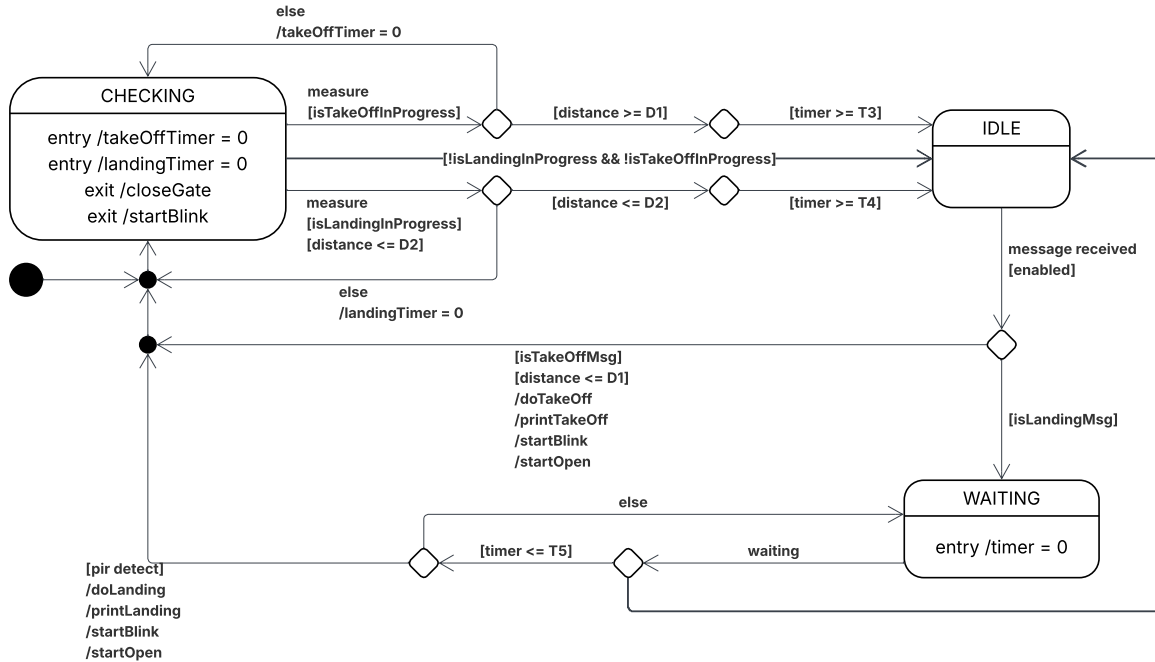 else
/takeOffTimer = 0
CHECKING
entry /takeOffTimer = 0
entry /landingTimer = 0
exit /closeGate
exit /startBlink
measure
[isTakeOffInProgress]
[distance >= D1]
[timer >= T3]
[!isLandingInProgress && !isTakeOffInProgress]
measure
[isLandingInProgress]
[distance <= D2]
[distance <= D2]
[timer >= T4]
IDLE
else
/landingTimer = 0
message received
[enabled]
[isTakeOffMsg]
[distance <= D1]
/doTakeOff
/printTakeOff
/startBlink
/startOpen
[isLandingMsg]
WAITING
entry /timer = 0
else
[timer <= T5]
waiting
[pir detect]
/doLanding
/printLanding
/startBlink
/startOpen